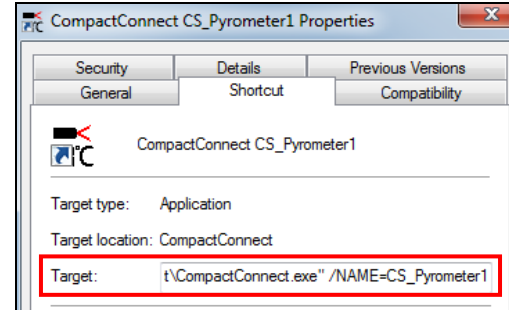 CompactConnect CS_Pyrometer1 Properties
Security Details Previous Versions
General Shortcut Compatibility
°C CompactConnect CS_Pyrometer1
Target type: Application
Target location: CompactConnect
Target: t\CompactConnect.exe" /NAME=CS_Pyrometer1